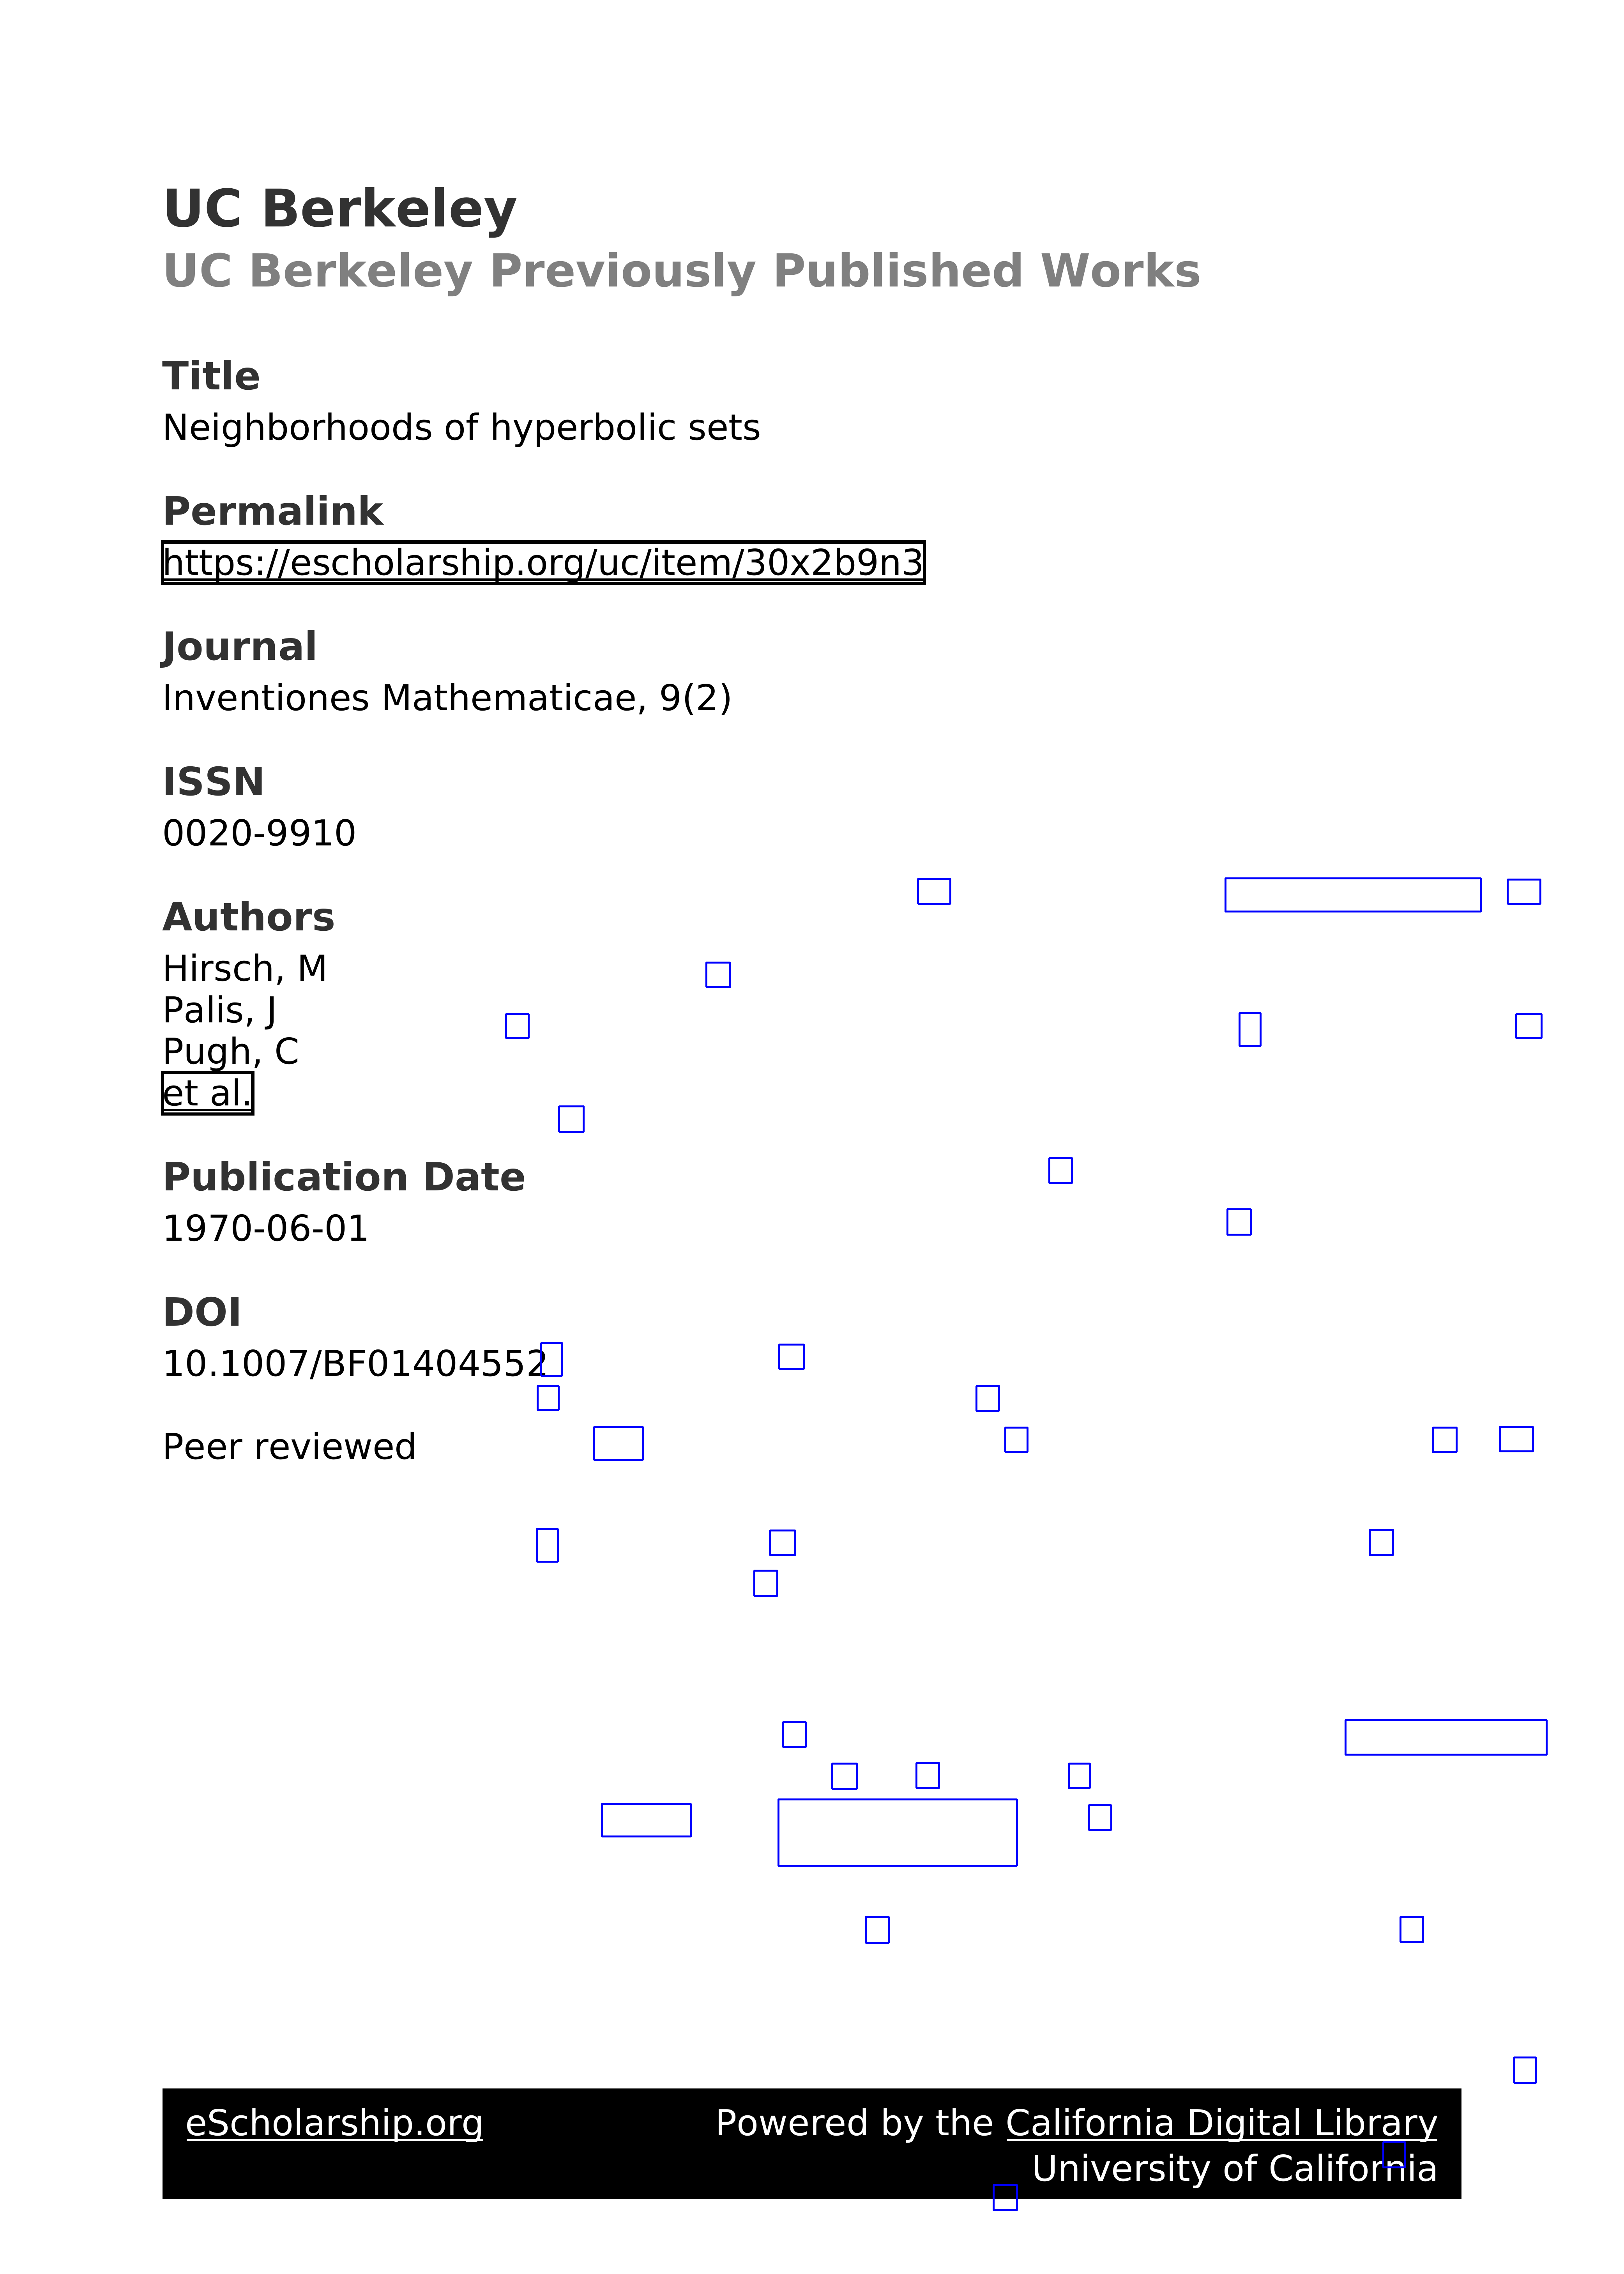 UC Berkeley
UC Berkeley Previously Published Works
Title
Neighborhoods of hyperbolic sets
Permalink
https://escholarship.org/uc/item/30x2b9n3
Journal
Inventiones Mathematicae, 9(2)
ISSN
0020-9910
Authors
Hirsch, M
Palis, J
Pugh, C
et al.
Publication Date
1970-06-01
DOI
10.1007/BF01404552
Peer reviewed
eScholarship.org
Powered by the California Digital Library
University of California